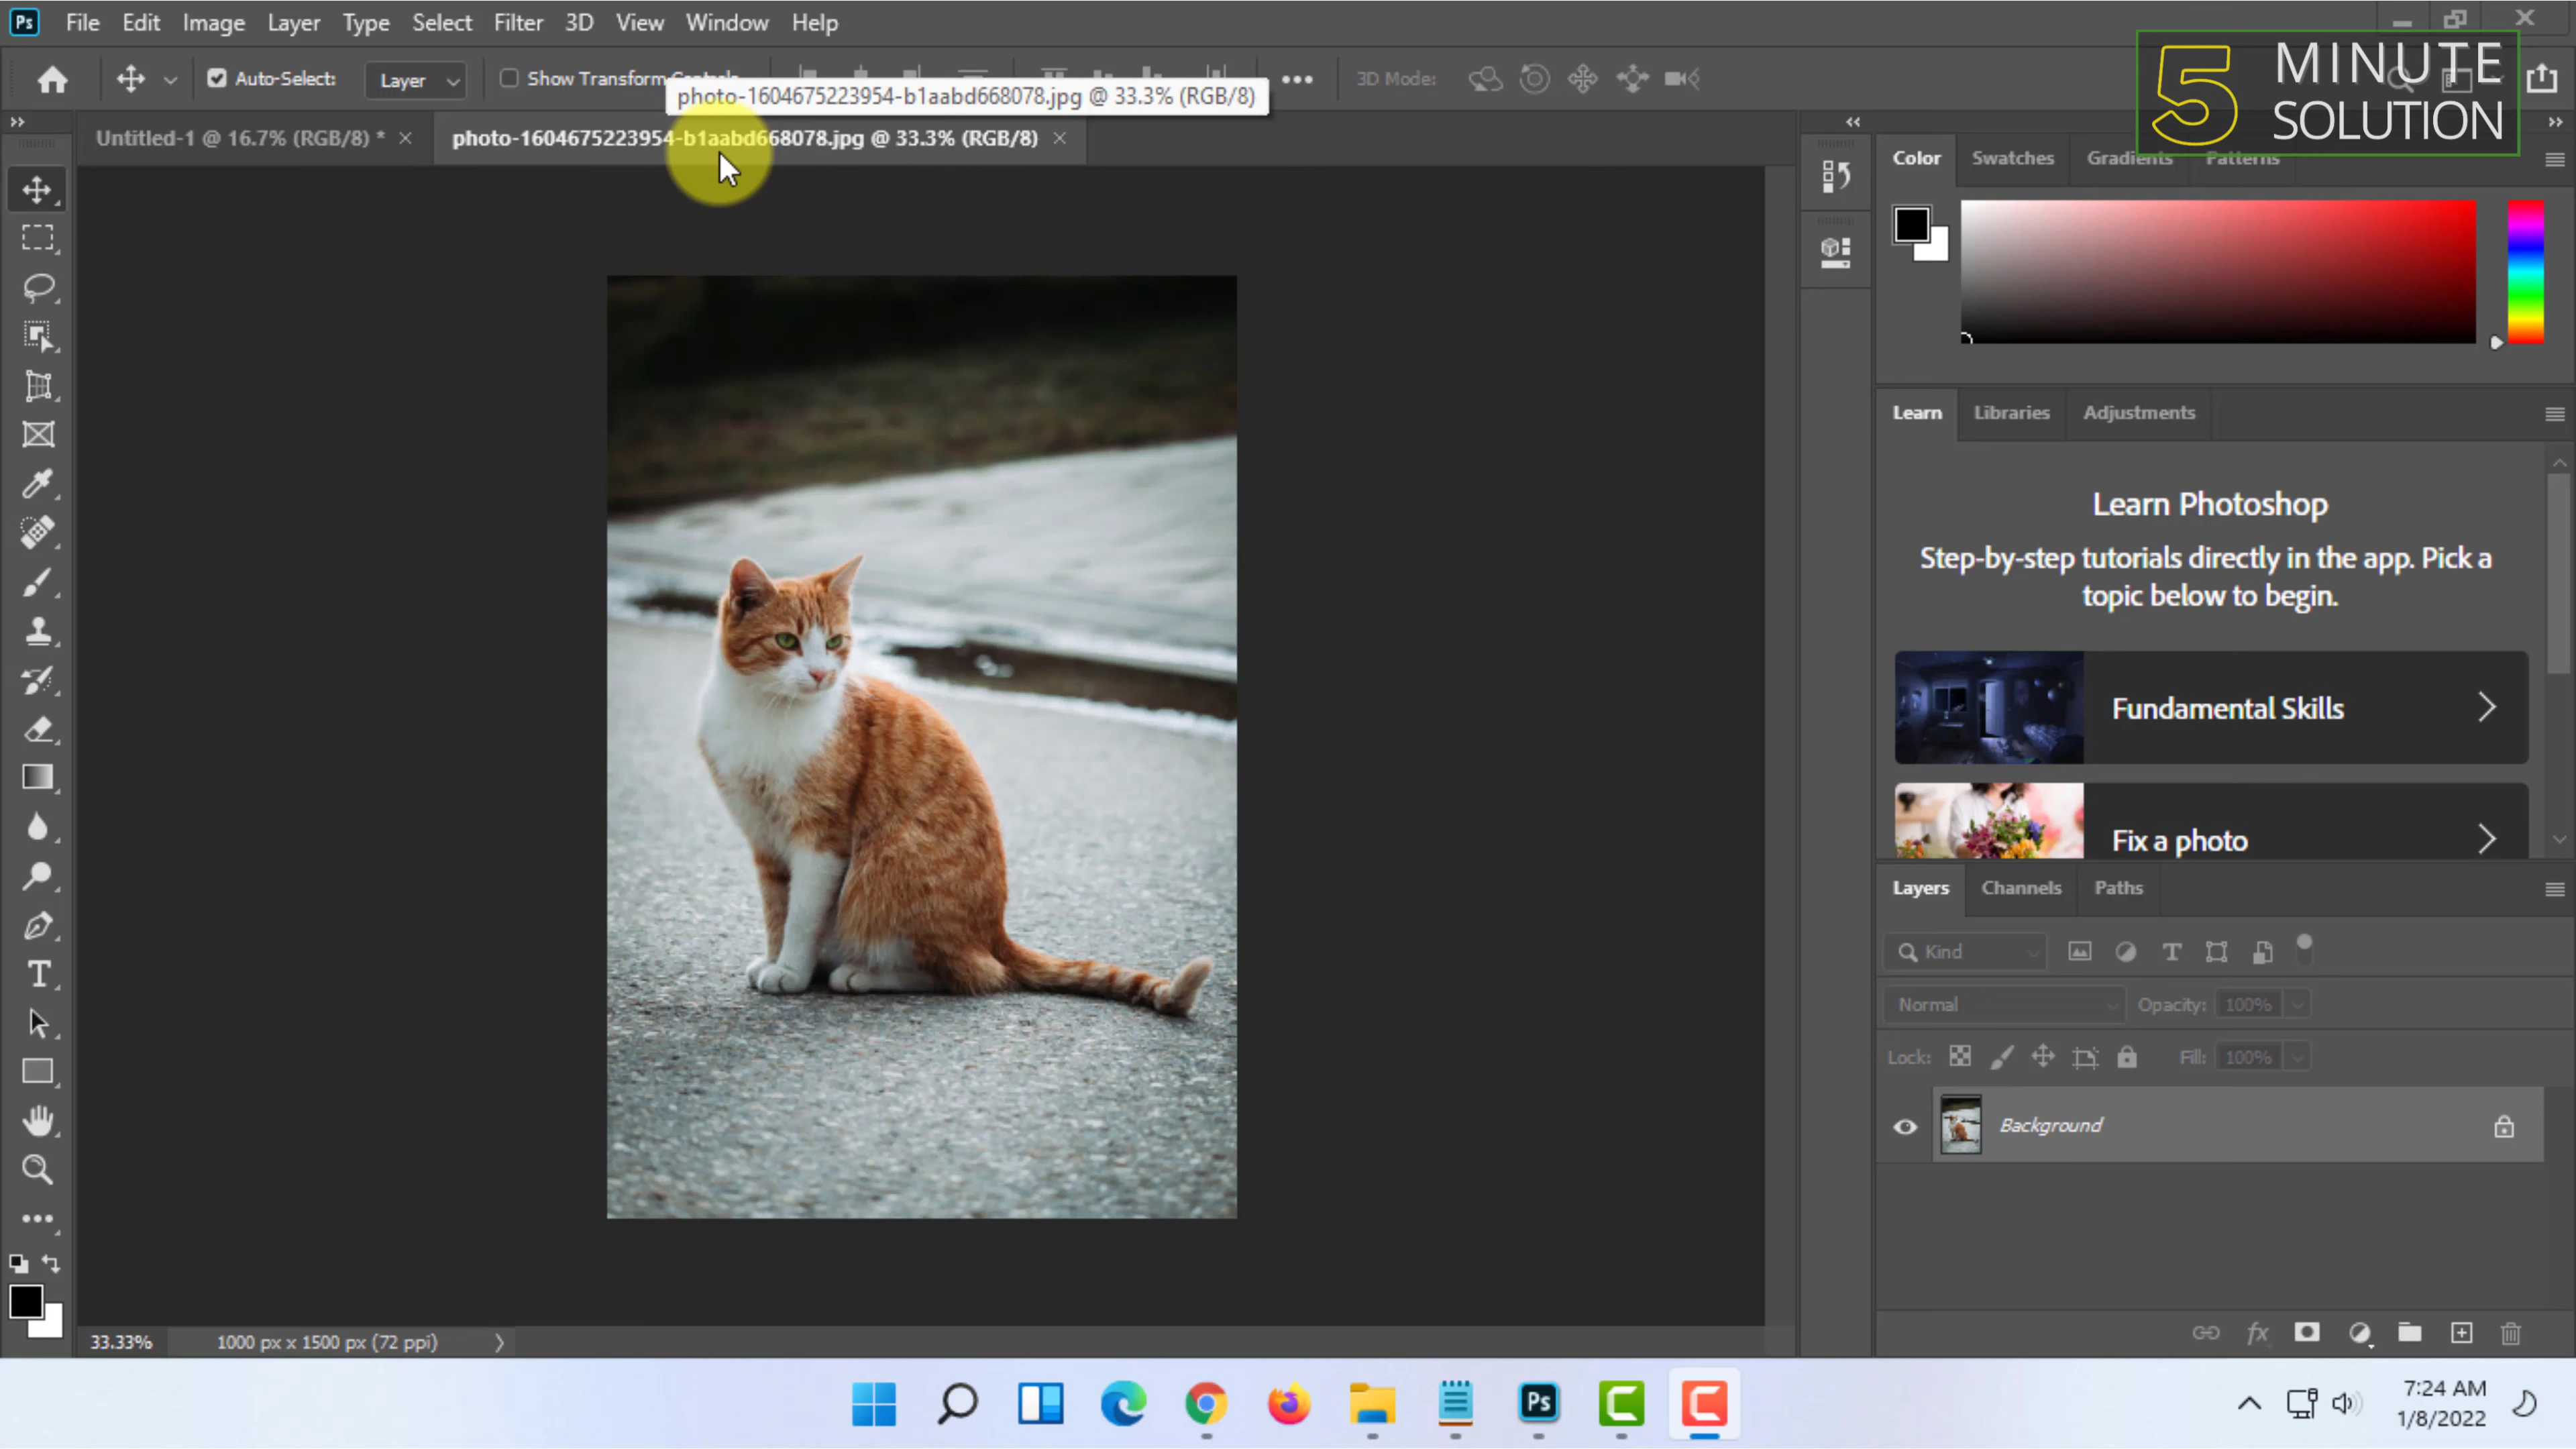 Ps File Edit Image Layer Type Select Filter 3D View Window Help
Auto-Select: Layer Show Transform Controls 3D Mode:
photo-1604675223954-b1aabd668078.jpg @ 33.3% (RGB/8)
5 MINUTE
SOLUTION
Untitled-1 @ 16.7% (RGB/8) * photo-1604675223954-b1aabd668078.jpg @ 33.3% (RGB/8)
Color Swatches Gradients Patterns
Learn Libraries Adjustments
Learn Photoshop
Step-by-step tutorials directly in the app. Pick a
topic below to begin.
Fundamental Skills
Fix a photo
Layers Channels Paths
Kind
Normal Opacity: 100%
Lock: Fill: 100%
Background
33.33% 1000 px x 1500 px (72 ppi)
Ps
7:24 AM
1/8/2022